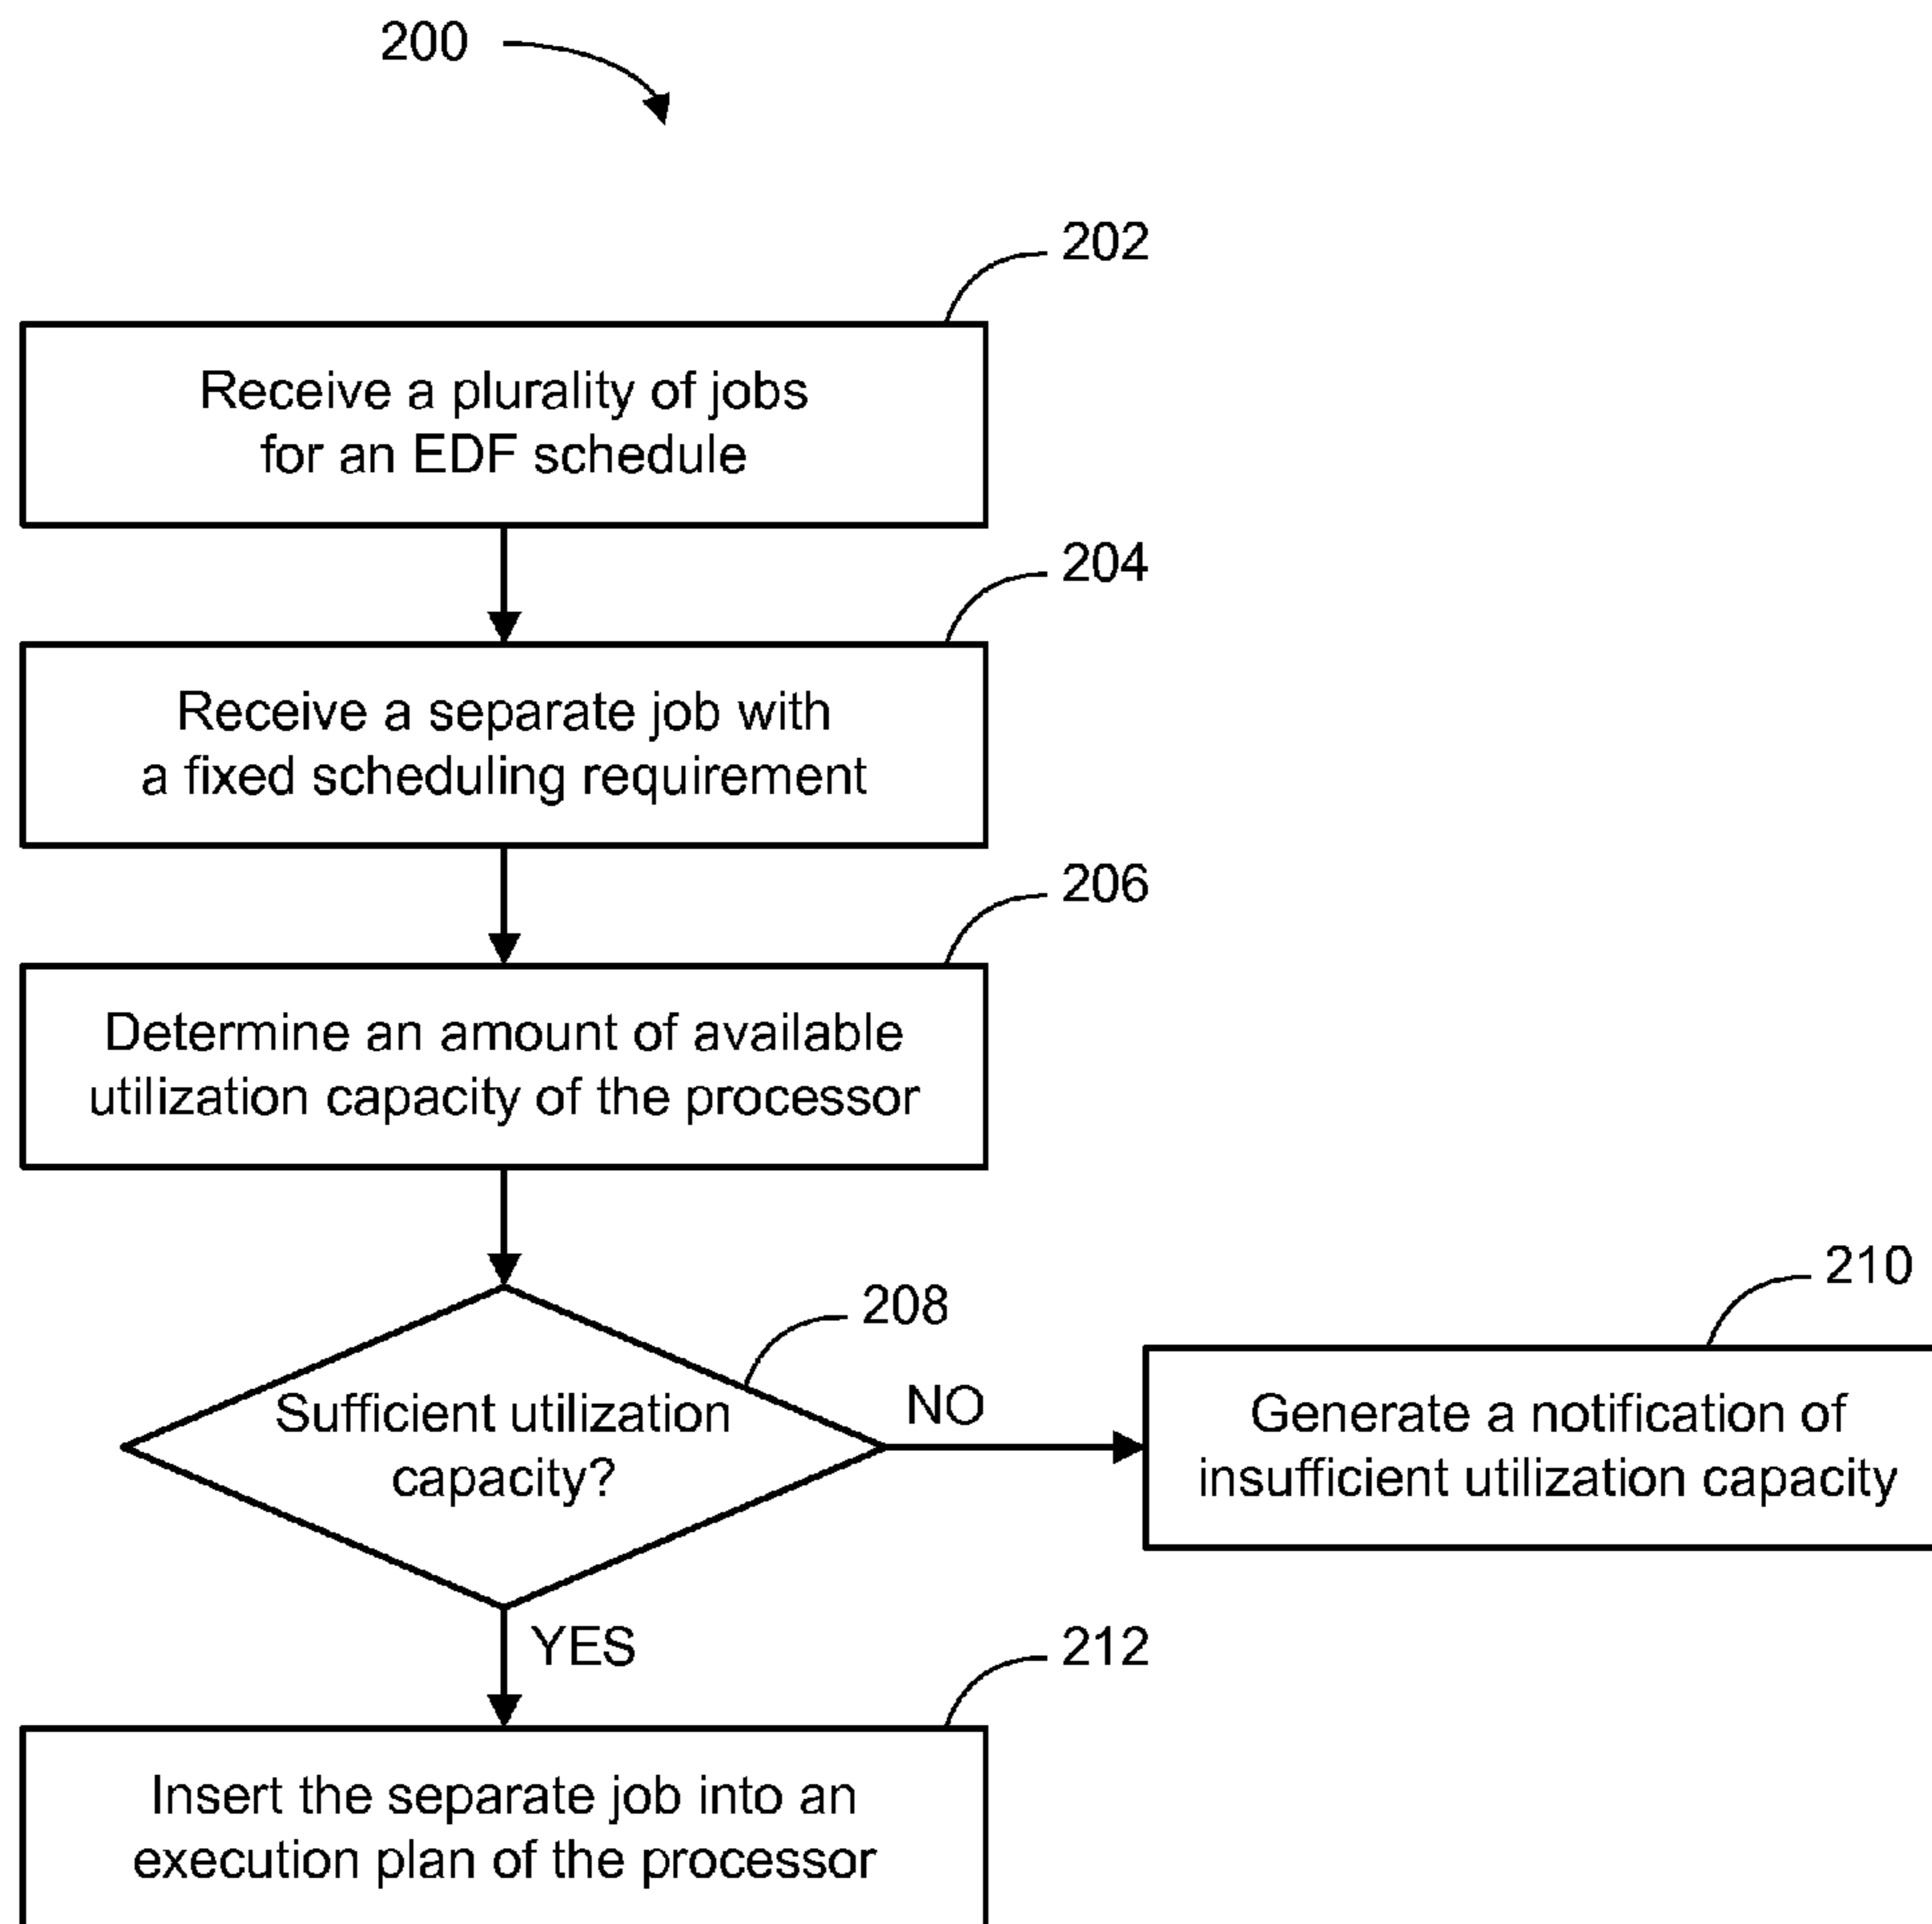 200
202
Receive a plurality of jobs
for an EDF schedule
204
Receive a separate job with
a fixed scheduling requirement
206
Determine an amount of available
utilization capacity of the processor
208
Sufficient utilization
capacity?
NO
210
Generate a notification of
insufficient utilization capacity
YES
212
Insert the separate job into an
execution plan of the processor